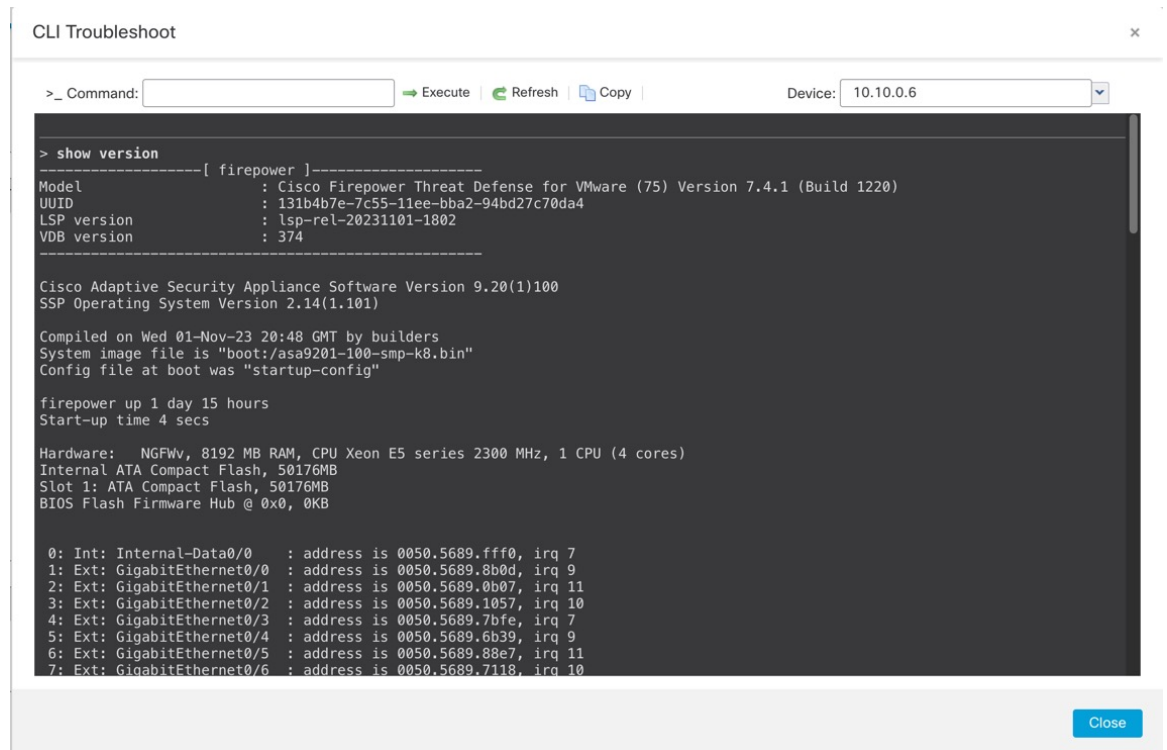 CLI Troubleshoot ×
>_ Command: Execute Refresh Copy Device: 10.10.0.6
> show version
-------------------[ firepower ]--------------------
Model : Cisco Firepower Threat Defense for VMware (75) Version 7.4.1 (Build 1220)
UUID : 131b4b7e-7c55-11ee-bba2-94bd27c70da4
LSP version : lsp-rel-20231101-1802
VDB version : 374
----------------------------------------------------
Cisco Adaptive Security Appliance Software Version 9.20(1)100
SSP Operating System Version 2.14(1.101)
Compiled on Wed 01-Nov-23 20:48 GMT by builders
System image file is "boot:/asa9201-100-smp-k8.bin"
Config file at boot was "startup-config"
firepower up 1 day 15 hours
Start-up time 4 secs
Hardware: NGFWv, 8192 MB RAM, CPU Xeon E5 series 2300 MHz, 1 CPU (4 cores)
Internal ATA Compact Flash, 50176MB
Slot 1: ATA Compact Flash, 50176MB
BIOS Flash Firmware Hub @ 0x0, 0KB
0: Int: Internal-Data0/0 : address is 0050.5689.fff0, irq 7
1: Ext: GigabitEthernet0/0 : address is 0050.5689.8b0d, irq 9
2: Ext: GigabitEthernet0/1 : address is 0050.5689.0b07, irq 11
3: Ext: GigabitEthernet0/2 : address is 0050.5689.1057, irq 10
4: Ext: GigabitEthernet0/3 : address is 0050.5689.7bfe, irq 7
5: Ext: GigabitEthernet0/4 : address is 0050.5689.6b39, irq 9
6: Ext: GigabitEthernet0/5 : address is 0050.5689.88e7, irq 11
7: Ext: GigabitEthernet0/6 : address is 0050.5689.7118, irq 10
Close